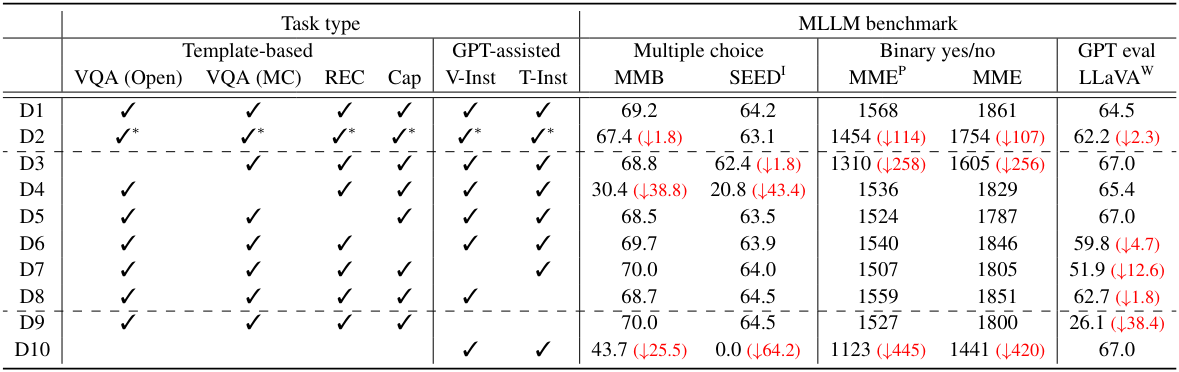 Task type MLLM benchmark
Template-based GPT-assisted Multiple choice Binary yes/no GPT eval
VQA (Open) VQA (MC) REC Cap V-Inst T-Inst MMB SEED^I MME^P MME LLaVA^W
D1 ✓ ✓ ✓ ✓ ✓ ✓ 69.2 64.2 1568 1861 64.5
D2 ✓* ✓* ✓* ✓* ✓* ✓* 67.4 (↓1.8) 63.1 1454 (↓114) 1754 (↓107) 62.2 (↓2.3)
D3 ✓ ✓ ✓ ✓ ✓ 68.8 62.4 (↓1.8) 1310 (↓258) 1605 (↓256) 67.0
D4 ✓ ✓ ✓ ✓ ✓ 30.4 (↓38.8) 20.8 (↓43.4) 1536 1829 65.4
D5 ✓ ✓ ✓ ✓ ✓ 68.5 63.5 1524 1787 67.0
D6 ✓ ✓ ✓ ✓ ✓ 69.7 63.9 1540 1846 59.8 (↓4.7)
D7 ✓ ✓ ✓ ✓ ✓ 70.0 64.0 1507 1805 51.9 (↓12.6)
D8 ✓ ✓ ✓ ✓ ✓ 68.7 64.5 1559 1851 62.7 (↓1.8)
D9 ✓ ✓ ✓ ✓ 70.0 64.5 1527 1800 26.1 (↓38.4)
D10 ✓ ✓ 43.7 (↓25.5) 0.0 (↓64.2) 1123 (↓445) 1441 (↓420) 67.0